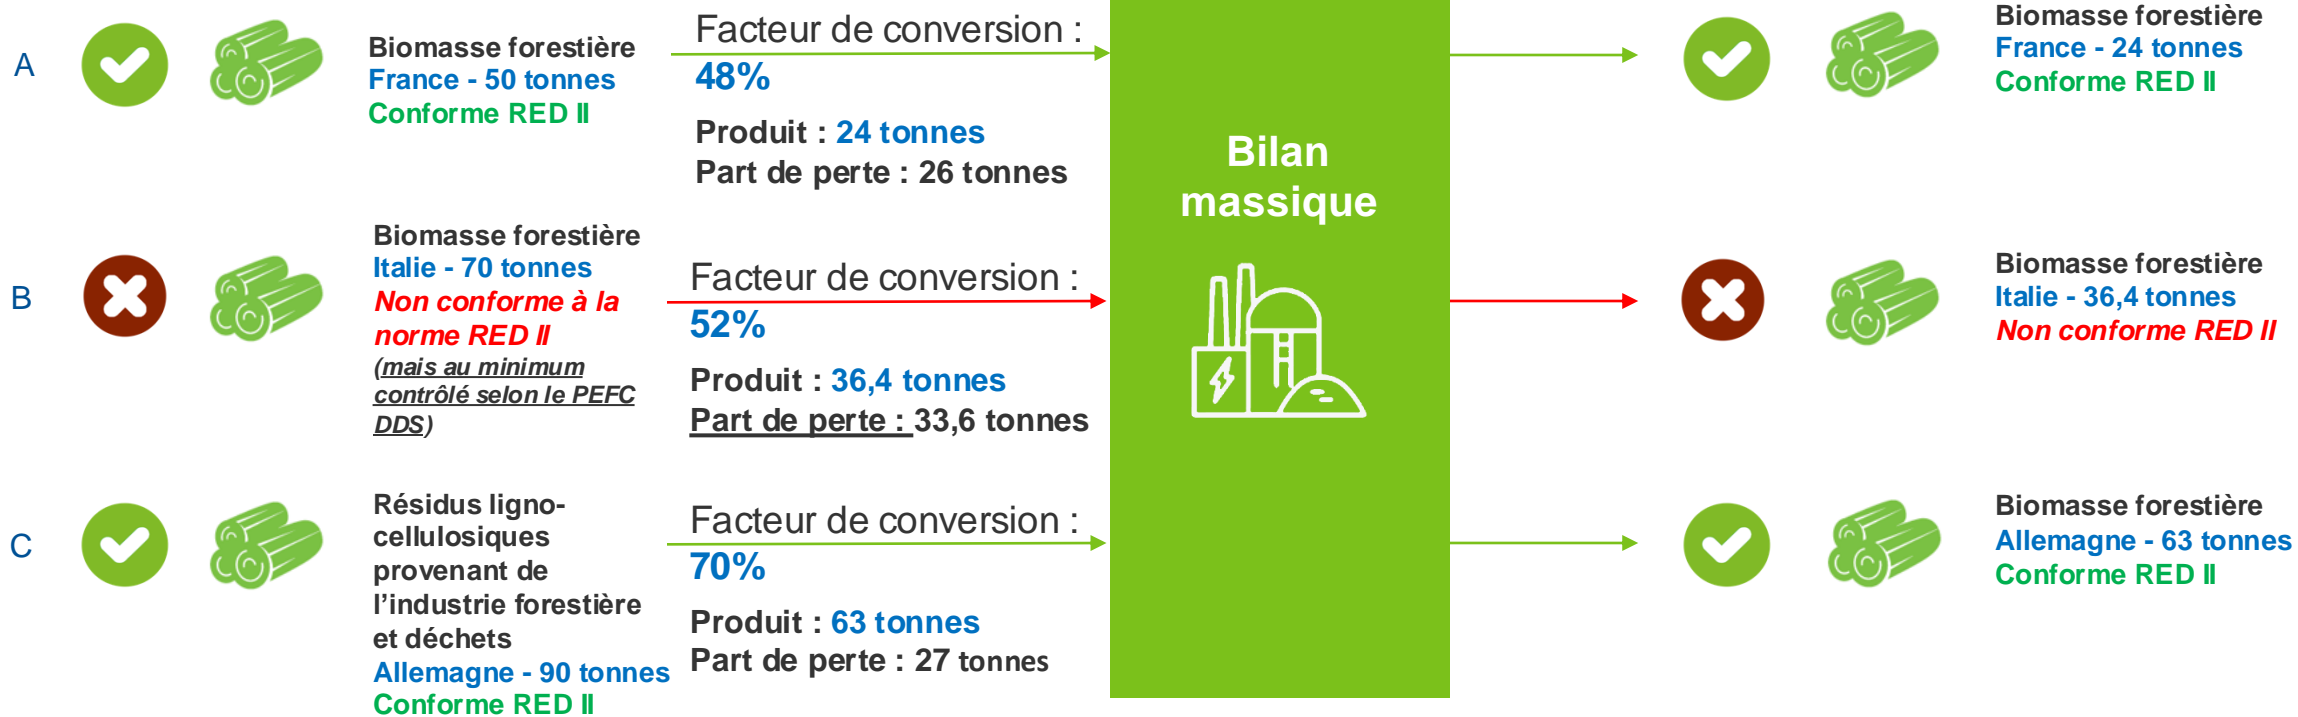 A
Biomasse forestière
France - 50 tonnes
Conforme RED II
Facteur de conversion :
48%
Produit : 24 tonnes
Part de perte : 26 tonnes
Biomasse forestière
France - 24 tonnes
Conforme RED II
Bilan
massique
B
Biomasse forestière
Italie - 70 tonnes
Non conforme à la
norme RED II
(mais au minimum
contrôlé selon le PEFC
DDS)
Facteur de conversion :
52%
Produit : 36,4 tonnes
Part de perte : 33,6 tonnes
Biomasse forestière
Italie - 36,4 tonnes
Non conforme RED II
C
Résidus ligno-
cellulosiques
provenant de
l’industrie forestière
et déchets
Allemagne - 90 tonnes
Conforme RED II
Facteur de conversion :
70%
Produit : 63 tonnes
Part de perte : 27 tonnes
Biomasse forestière
Allemagne - 63 tonnes
Conforme RED II